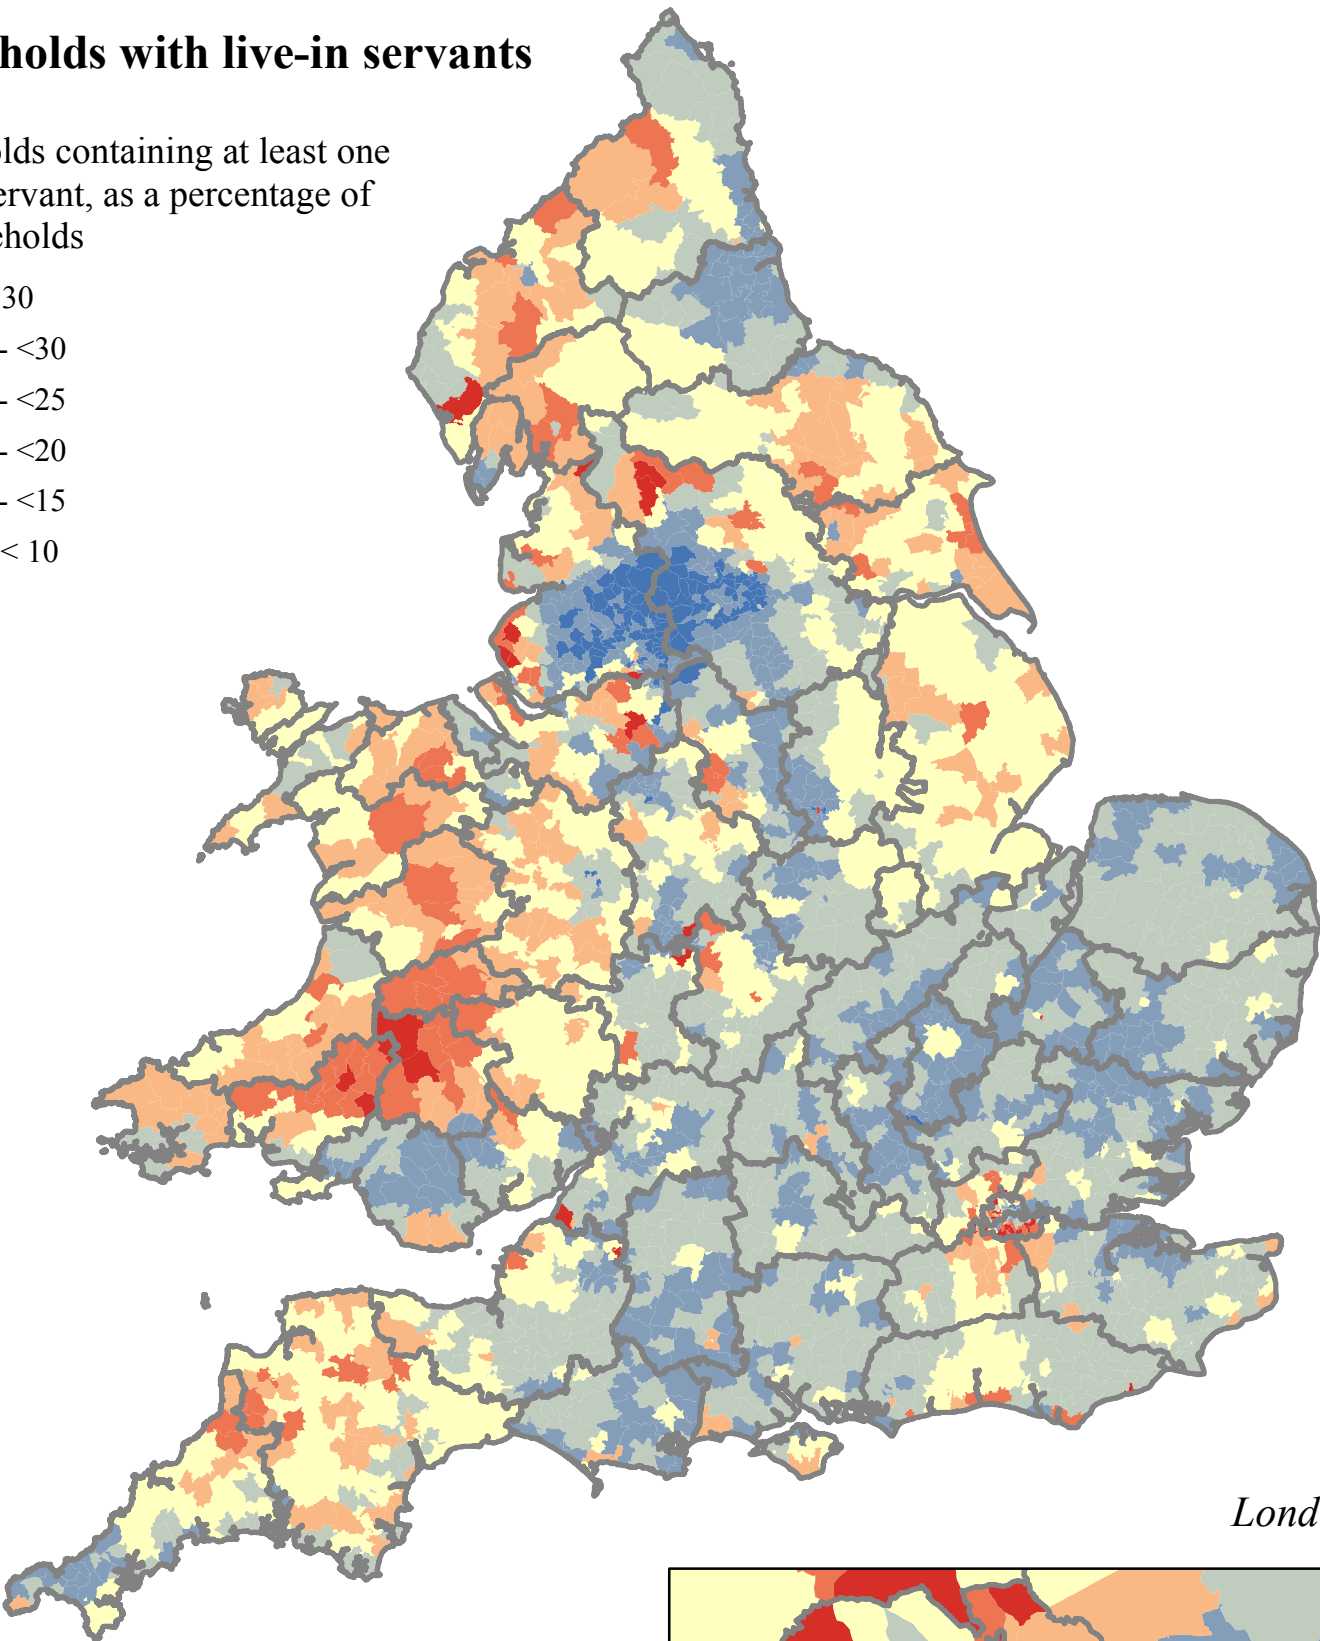 holds with live-in servants
olds containing at least one
ervant, as a percentage of
eholds
30
- <30
- <25
- <20
- <15
< 10
Lond